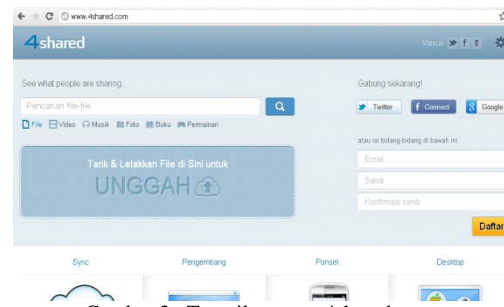 www.4shared.com
4shared
Masuk
See what people are sharing...
Pencarian file-file
File Video Musik Foto Buku Permainan
Tarik & Letakkan File di Sini untuk
UNGGAH
Gabung sekarang!
Twitter Connect Google
atau isi bidang-bidang di bawah ini:
Email
Sandi
Konfirmasi sandi
Daftar
Sync Pengembang Ponsel Desktop